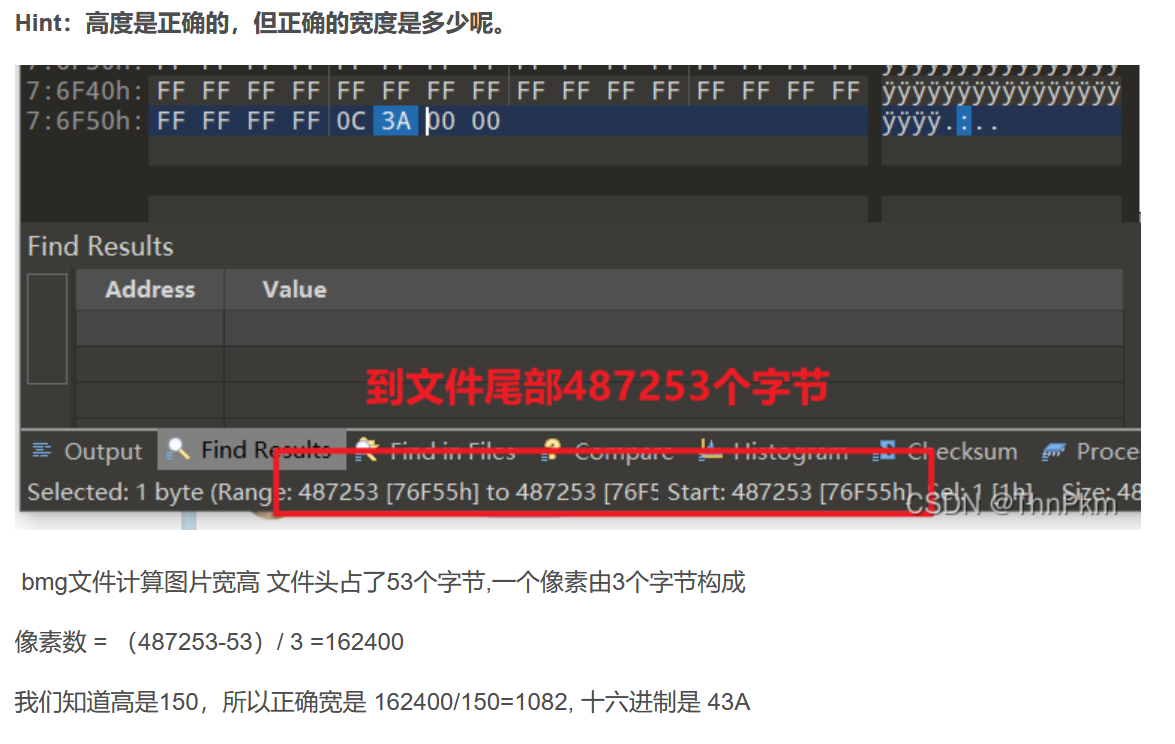 Hint：高度是正确的，但正确的宽度是多少呢。
7:6F40h: FF FF FF FF FF FF FF FF FF FF FF FF FF FF FF FF ÿÿÿÿÿÿÿÿÿÿÿÿÿÿÿÿ
7:6F50h: FF FF FF FF 0C 3A 00 00 ÿÿÿÿ.:..
Find Results
Address Value
到文件尾部487253个字节
Output Find Results Find in Files Compare Histogram Checksum Proce
Selected: 1 byte (Range: 487253 [76F55h] to 487253 [76F5 Start: 487253 [76F55h] Sel: 1 [1h] Size: 48
CSDN @ThnPkm
bmg文件计算图片宽高 文件头占了53个字节,一个像素由3个字节构成
像素数 = （487253-53）/ 3 =162400
我们知道高是150，所以正确宽是 162400/150=1082, 十六进制是 43A